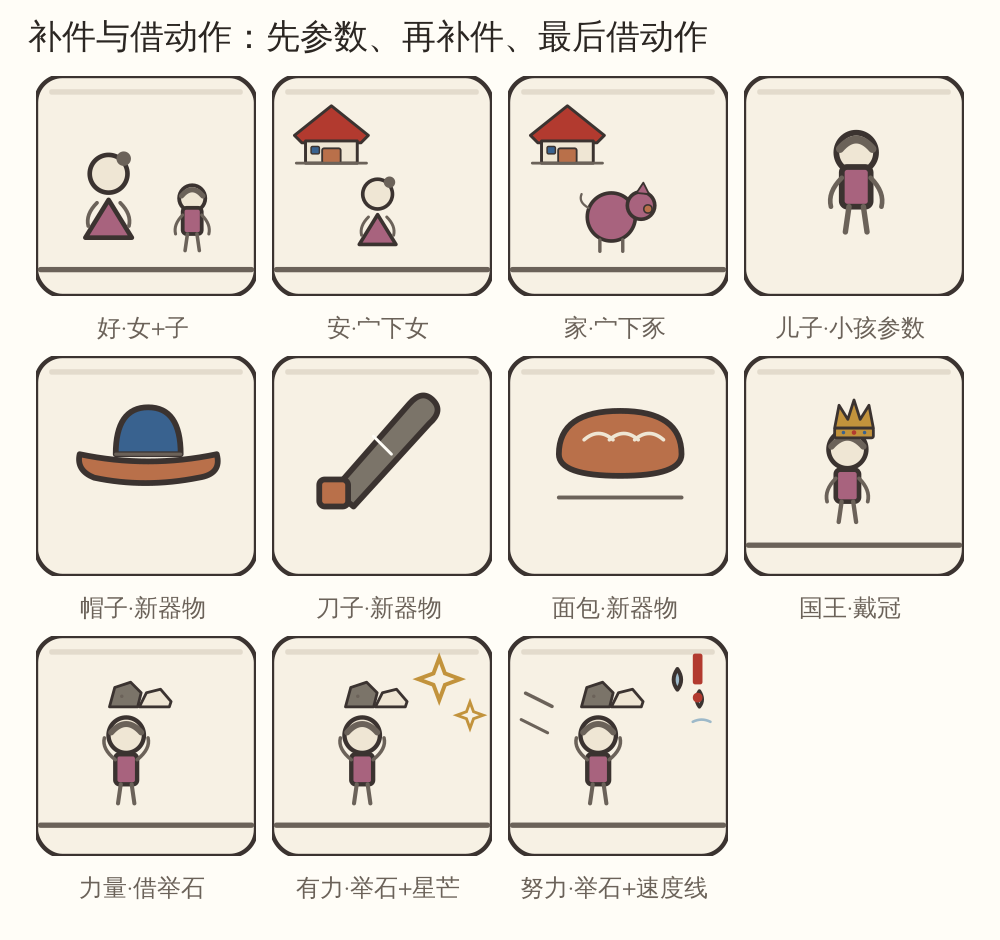 补件与借动作：先参数、再补件、最后借动作
好·女+子
安·宀下女
家·宀下豕
儿子·小孩参数
帽子·新器物
刀子·新器物
面包·新器物
国王·戴冠
力量·借举石
有力·举石+星芒
努力·举石+速度线